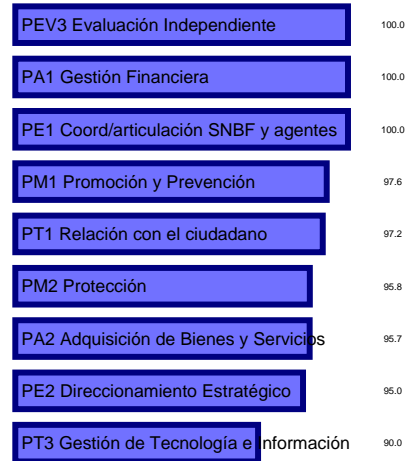 PEV3 Evaluación Independiente 100.0
PA1 Gestión Financiera 100.0
PE1 Coord/articulación SNBF y agentes 100.0
PM1 Promoción y Prevención 97.6
PT1 Relación con el ciudadano 97.2
PM2 Protección 95.8
PA2 Adquisición de Bienes y Servicios 95.7
PE2 Direccionamiento Estratégico 95.0
PT3 Gestión de Tecnología e Información 90.0